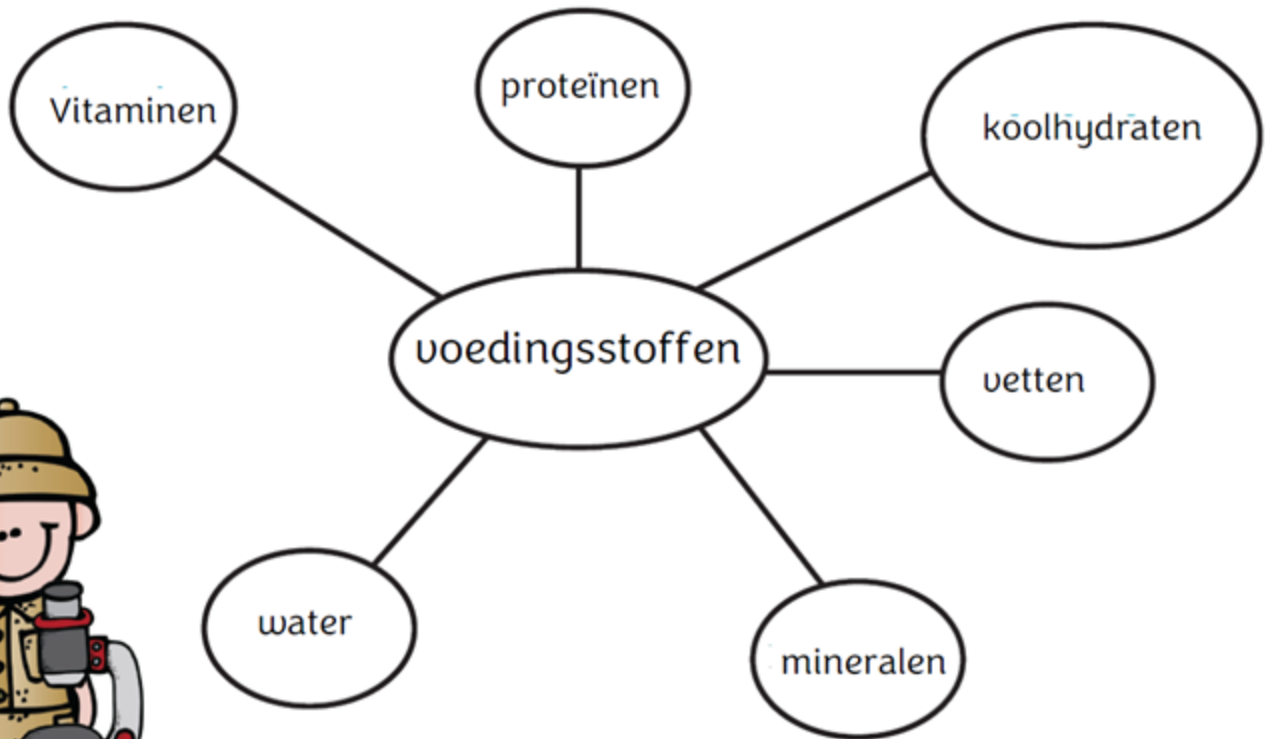 Vitaminen
proteïnen
koolhydraten
voedingsstoffen
vetten
water
mineralen